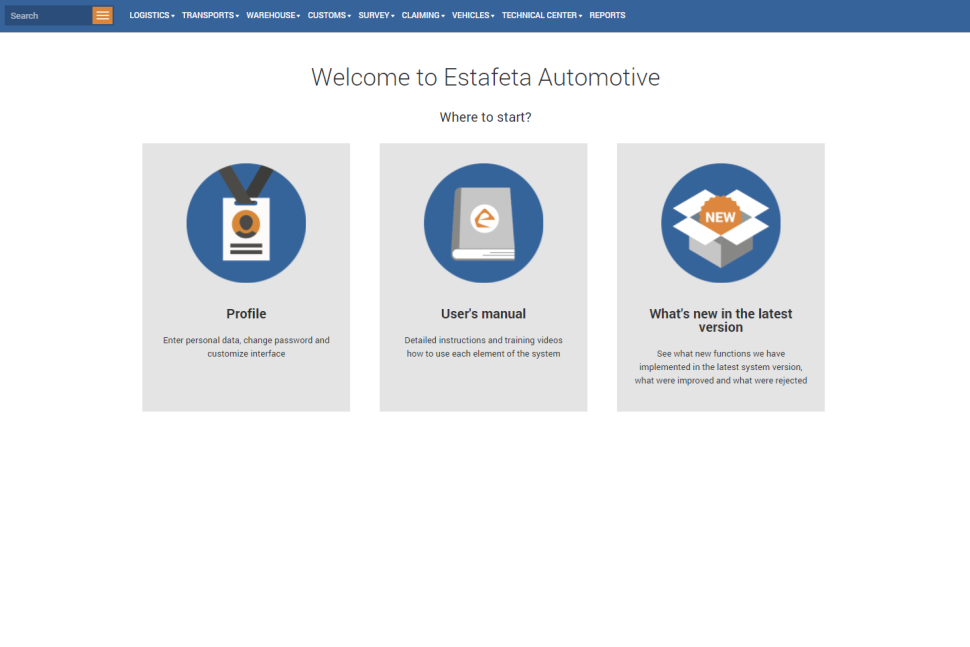 Search
LOGISTICS TRANSPORTS WAREHOUSE CUSTOMS SURVEY CLAIMING VEHICLES TECHNICAL CENTER REPORTS
Welcome to Estafeta Automotive
Where to start?
Profile
Enter personal data, change password and
customize interface
User's manual
Detailed instructions and training videos
how to use each element of the system
NEW
What's new in the latest
version
See what new functions we have
implemented in the latest system version,
what were improved and what were rejected